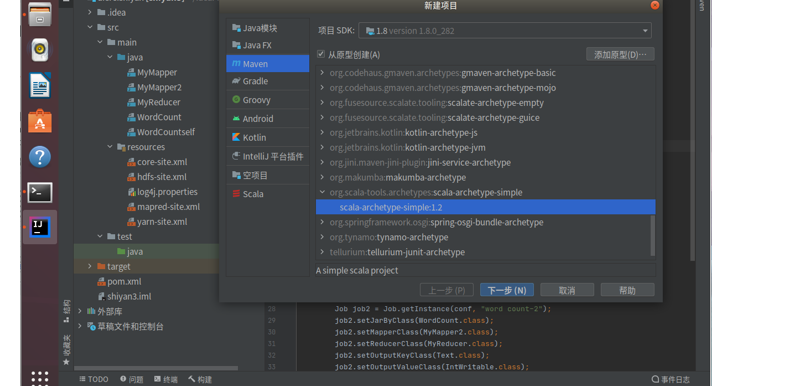 新建项目
.idea
src
main
java
MyMapper
MyMapper2
MyReducer
WordCount
WordCountself
resources
core-site.xml
hdfs-site.xml
log4j.properties
mapred-site.xml
yarn-site.xml
test
java
target
pom.xml
shiyan3.iml
外部库
草稿文件和控制台
结构
收藏夹
Java模块
Java FX
Maven
Gradle
Groovy
Android
Kotlin
IntelliJ 平台插件
空项目
Scala
项目 SDK:
1.8 version 1.8.0_282
从原型创建(A)
添加原型(D)...
org.codehaus.gmaven.archetypes:gmaven-archetype-basic
org.codehaus.gmaven.archetypes:gmaven-archetype-mojo
org.fusesource.scalate.tooling:scalate-archetype-empty
org.fusesource.scalate.tooling:scalate-archetype-guice
org.jetbrains.kotlin:kotlin-archetype-js
org.jetbrains.kotlin:kotlin-archetype-jvm
org.jini.maven-jini-plugin:jini-service-archetype
org.makumba:makumba-archetype
org.scala-tools.archetypes:scala-archetype-simple
scala-archetype-simple:1.2
org.springframework.osgi:spring-osgi-bundle-archetype
org.tynamo:tynamo-archetype
tellurium:tellurium-junit-archetype
A simple scala project
上一步 (P)
下一步 (N)
取消
帮助
28 Job job2 = Job.getInstance(conf, "word count-2");
29 job2.setJarByClass(WordCount.class);
30 job2.setMapperClass(MyMapper2.class);
31 job2.setReducerClass(MyReducer.class);
32 job2.setOutputKeyClass(Text.class);
33 job2.setOutputValueClass(IntWritable.class);
TODO
问题
终端
构建
事件日志